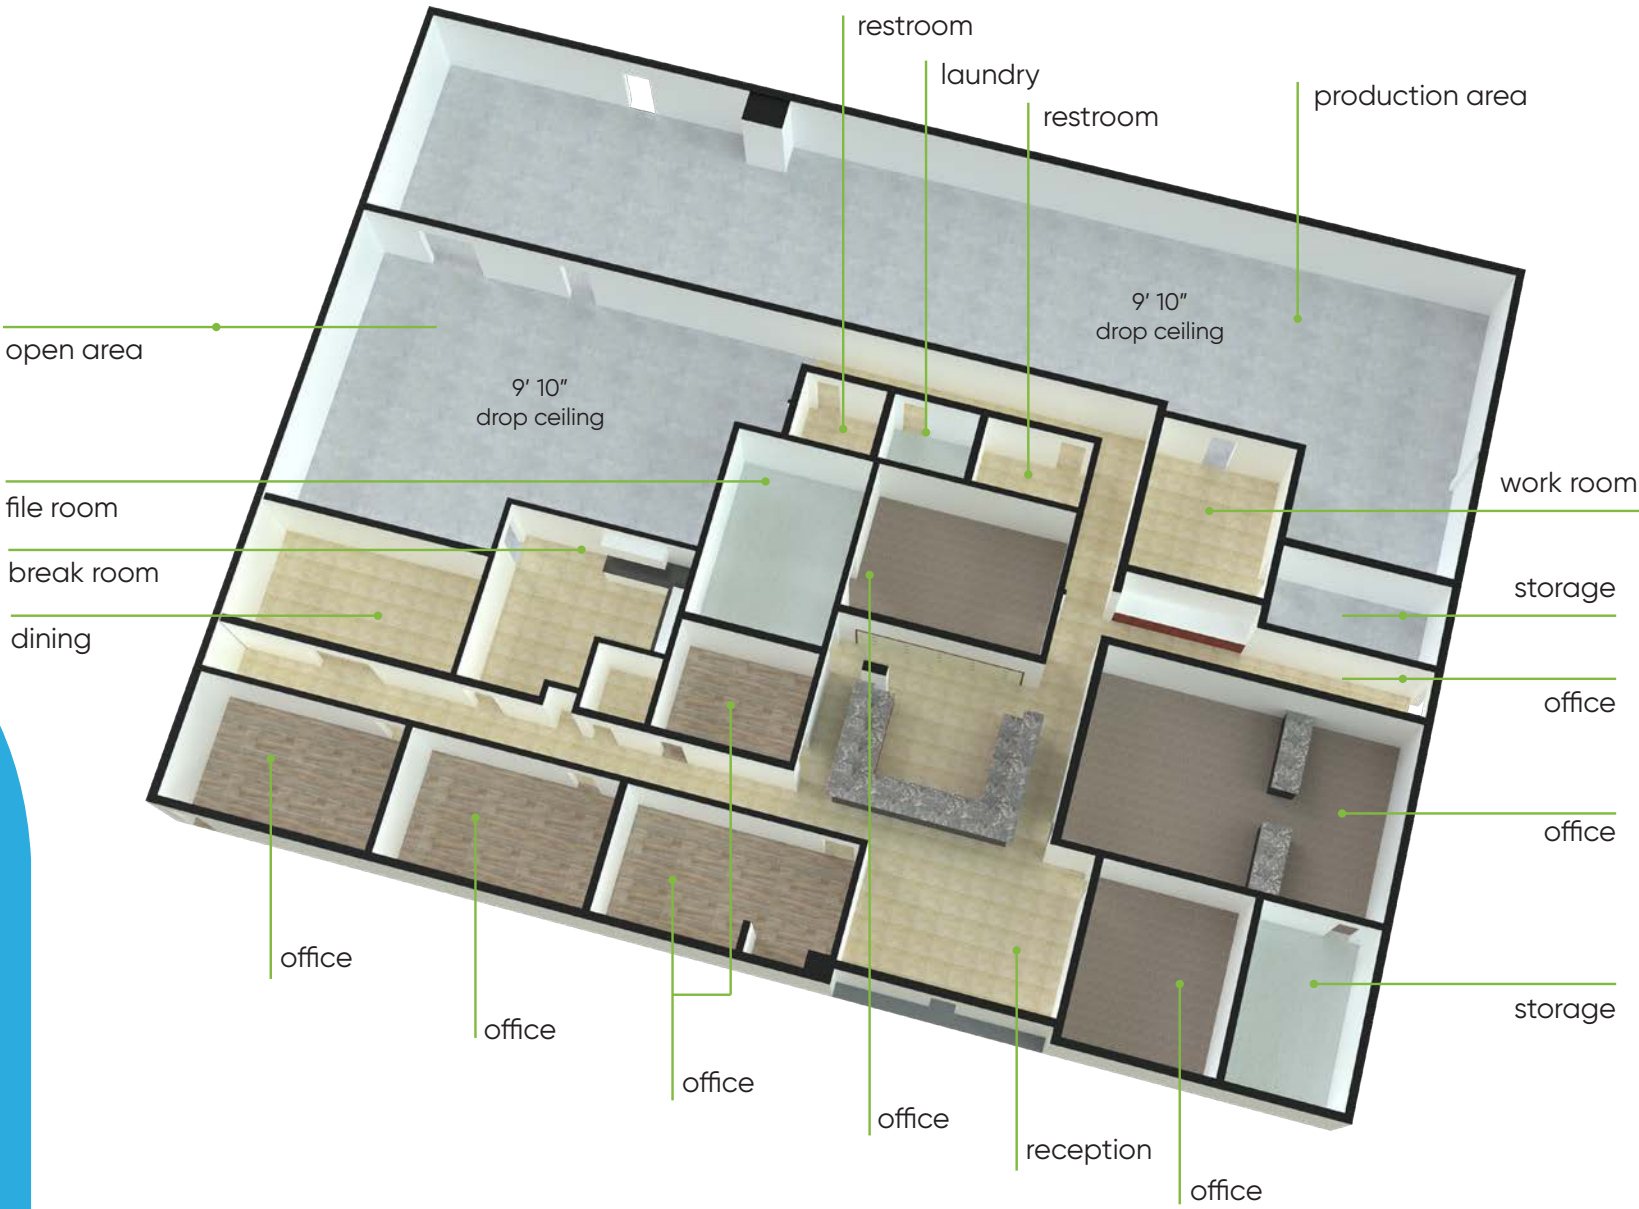 restroom
laundry
production area
restroom
9' 10”
drop ceiling
open area
9' 10”
drop ceiling
work room
file room
break room
storage
dining
office
office
office
storage
office
office
office
reception
office